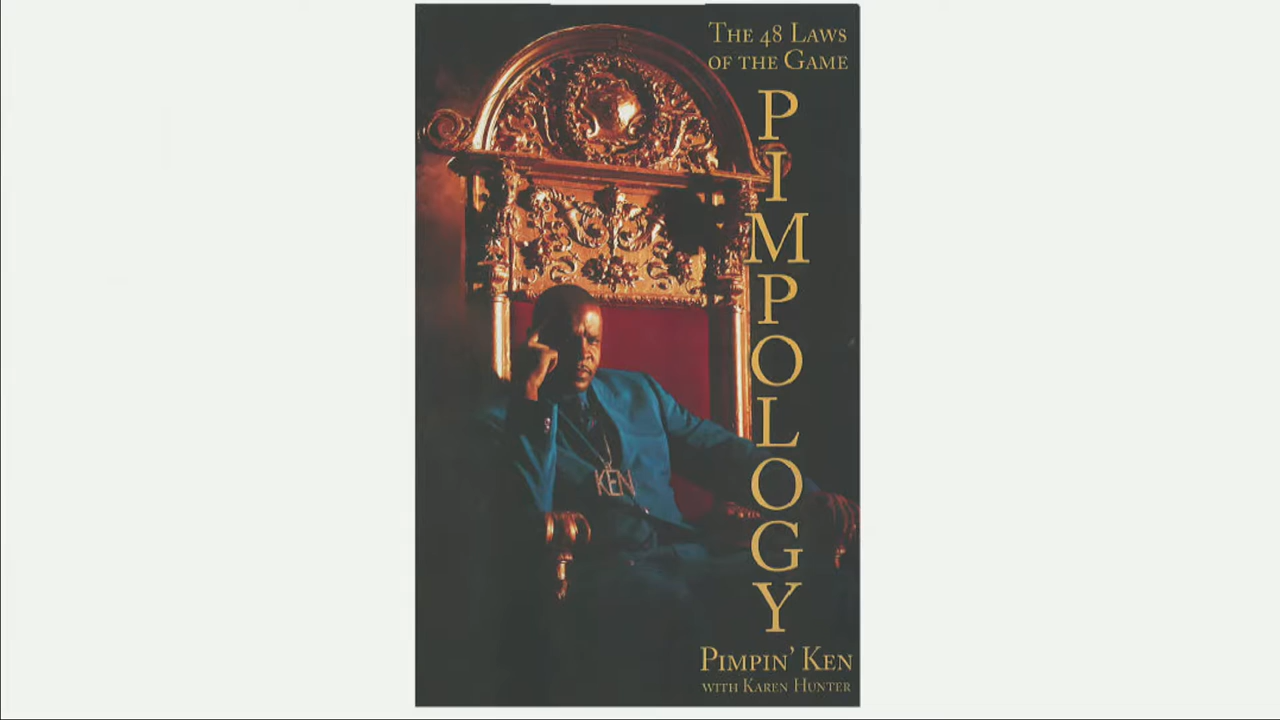 The 48 Laws
of the Game
PIMPOLOGY
KEN
Pimpin' Ken
with Karen Hunter